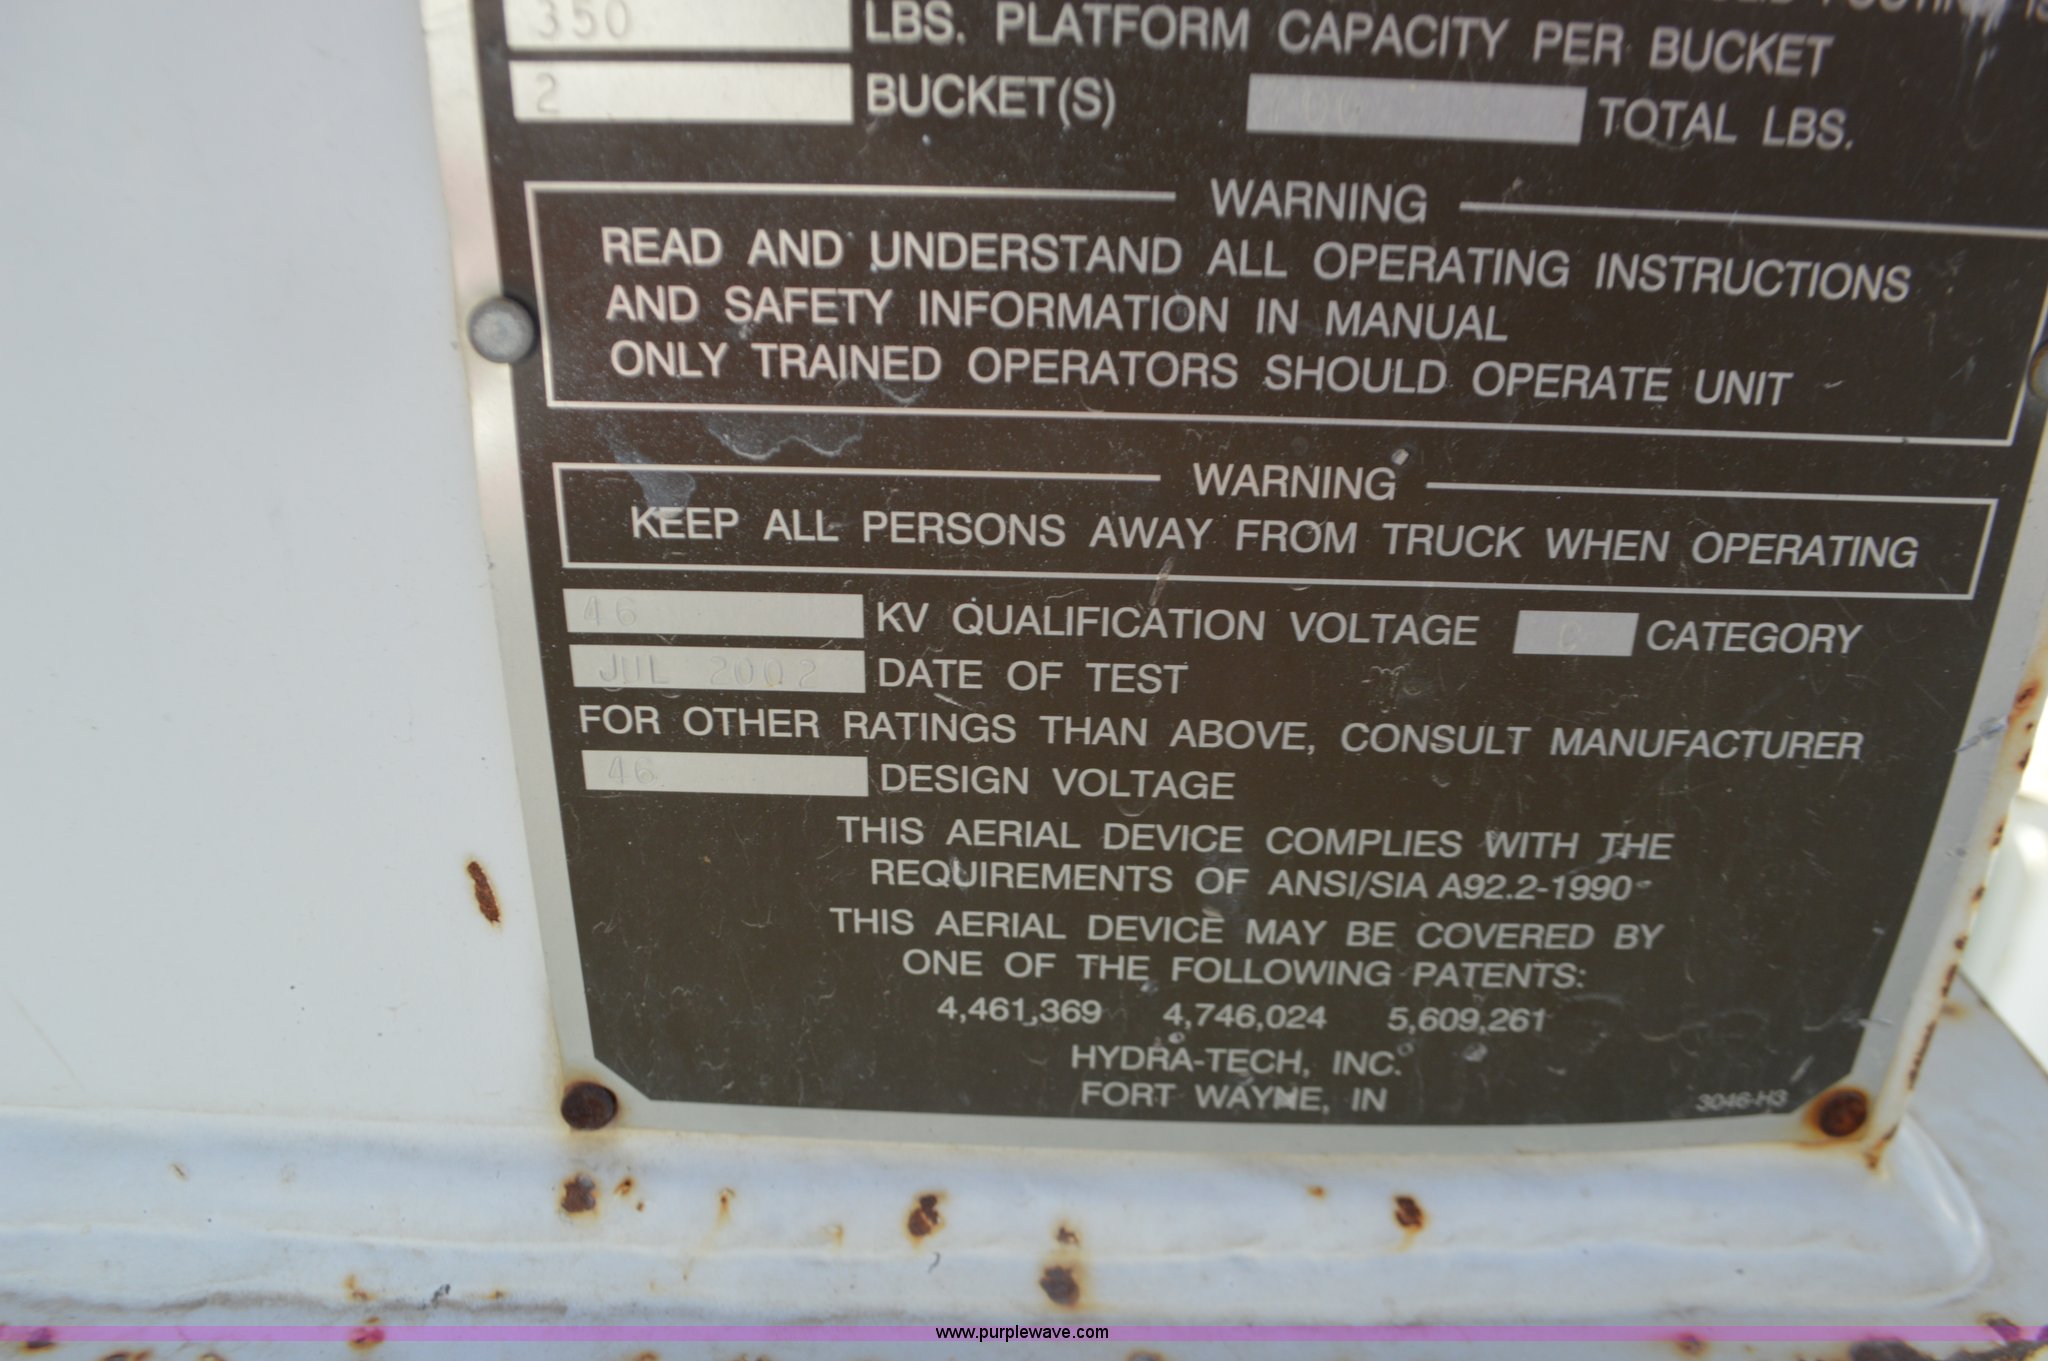 350 LBS. PLATFORM CAPACITY PER BUCKET
2 BUCKET(S) 700 TOTAL LBS.
WARNING
READ AND UNDERSTAND ALL OPERATING INSTRUCTIONS
AND SAFETY INFORMATION IN MANUAL
ONLY TRAINED OPERATORS SHOULD OPERATE UNIT
WARNING
KEEP ALL PERSONS AWAY FROM TRUCK WHEN OPERATING
46 KV QUALIFICATION VOLTAGE C CATEGORY
JUL 2002 DATE OF TEST
FOR OTHER RATINGS THAN ABOVE, CONSULT MANUFACTURER
46 DESIGN VOLTAGE
THIS AERIAL DEVICE COMPLIES WITH THE
REQUIREMENTS OF ANSI/SIA A92.2-1990
THIS AERIAL DEVICE MAY BE COVERED BY
ONE OF THE FOLLOWING PATENTS:
4,461,369 4,746,024 5,609,261
HYDRA-TECH, INC.
FORT WAYNE, IN
3046-H3
www.purplewave.com